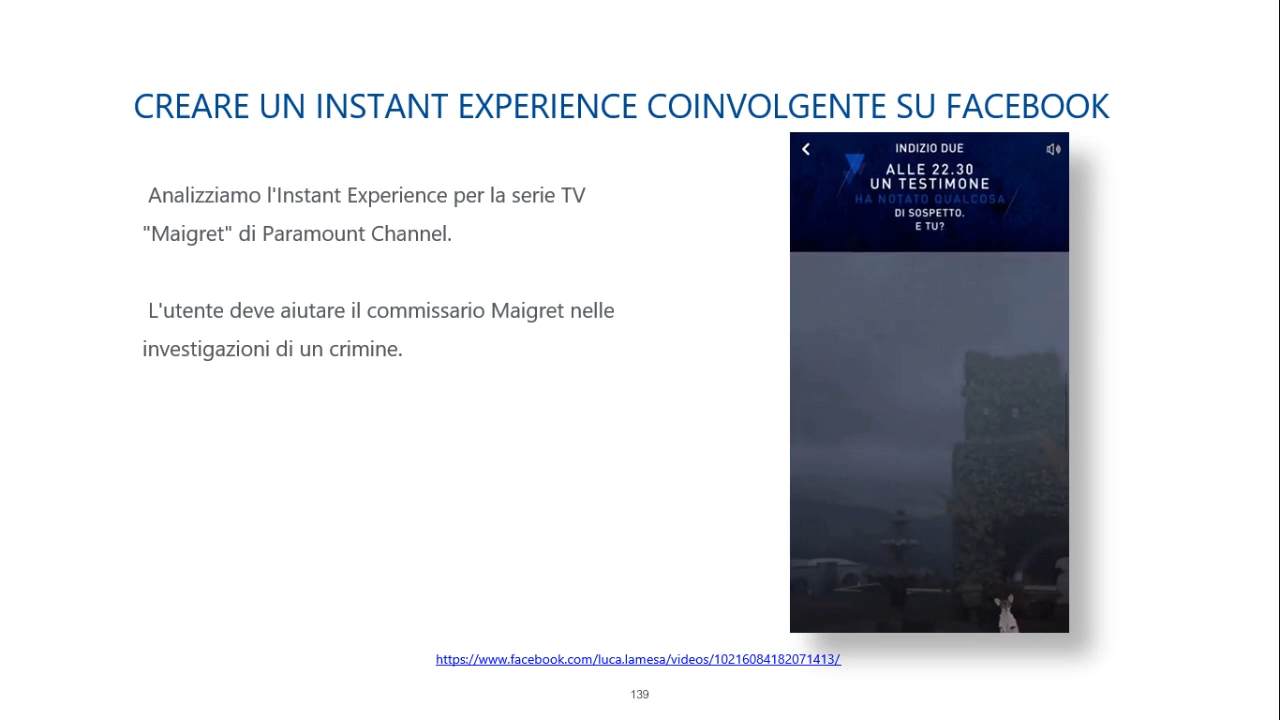 CREARE UN INSTANT EXPERIENCE COINVOLGENTE SU FACEBOOK
Analizziamo l'Instant Experience per la serie TV
"Maigret" di Paramount Channel.
L'utente deve aiutare il commissario Maigret nelle
investigazioni di un crimine.
INDIZIO DUE
ALLE 22.30
UN TESTIMONE
HA NOTATO QUALCOSA
DI SOSPETTO.
E TU?
https://www.facebook.com/luca.lamesa/videos/10216084182071413/
139